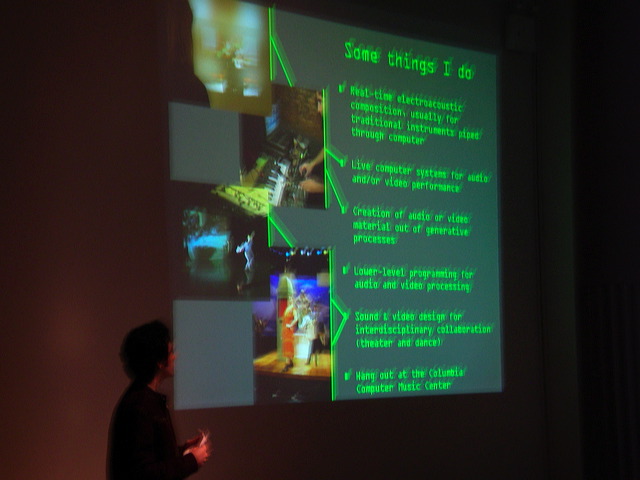 Some things I do
Real-time electroacoustic
composition, usually for
traditional instruments piped
through computer
Live computer systems for audio
and/or video performance
Creation of audio or video
material out of generative
processes
Lower-level programming for
audio and video processing
Sound & video design for
interdisciplinary collaboration
(theater and dance)
Hang out at the Columbia
Computer Music Center